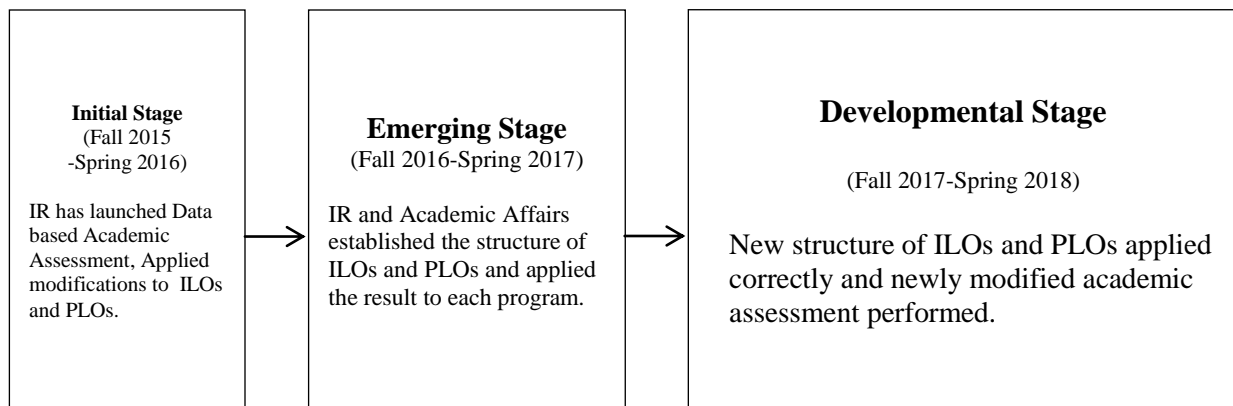 Initial Stage
(Fall 2015
-Spring 2016)
IR has launched Data
based Academic
Assessment, Applied
modifications to ILOs
and PLOs.
Emerging Stage
(Fall 2016-Spring 2017)
IR and Academic Affairs
established the structure of
ILOs and PLOs and applied
the result to each program.
Developmental Stage
(Fall 2017-Spring 2018)
New structure of ILOs and PLOs applied
correctly and newly modified academic
assessment performed.